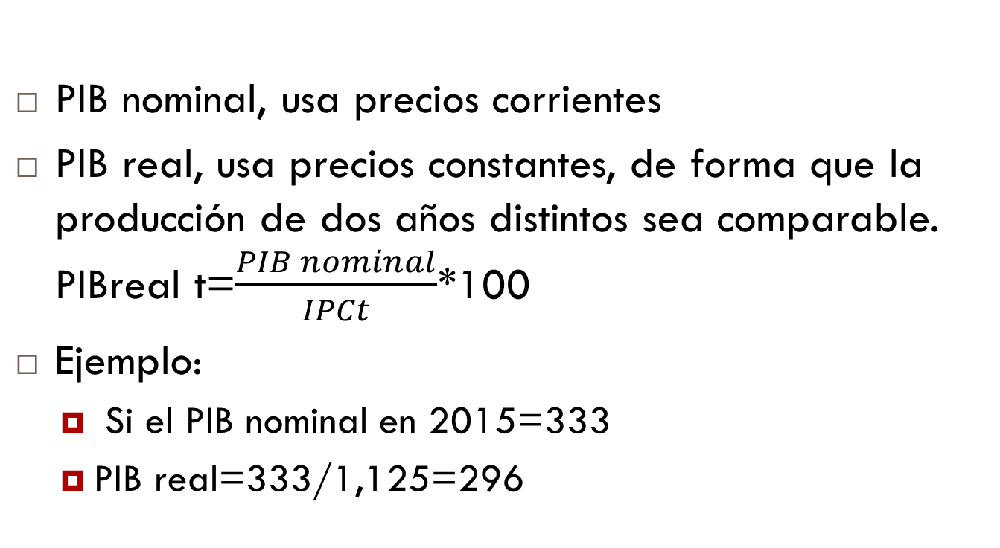 PIB nominal, usa precios corrientes
PIB real, usa precios constantes, de forma que la
producción de dos años distintos sea comparable.
PIBreal t=PIB nominal/IPCt*100
Ejemplo:
Si el PIB nominal en 2015=333
PIB real=333/1,125=296